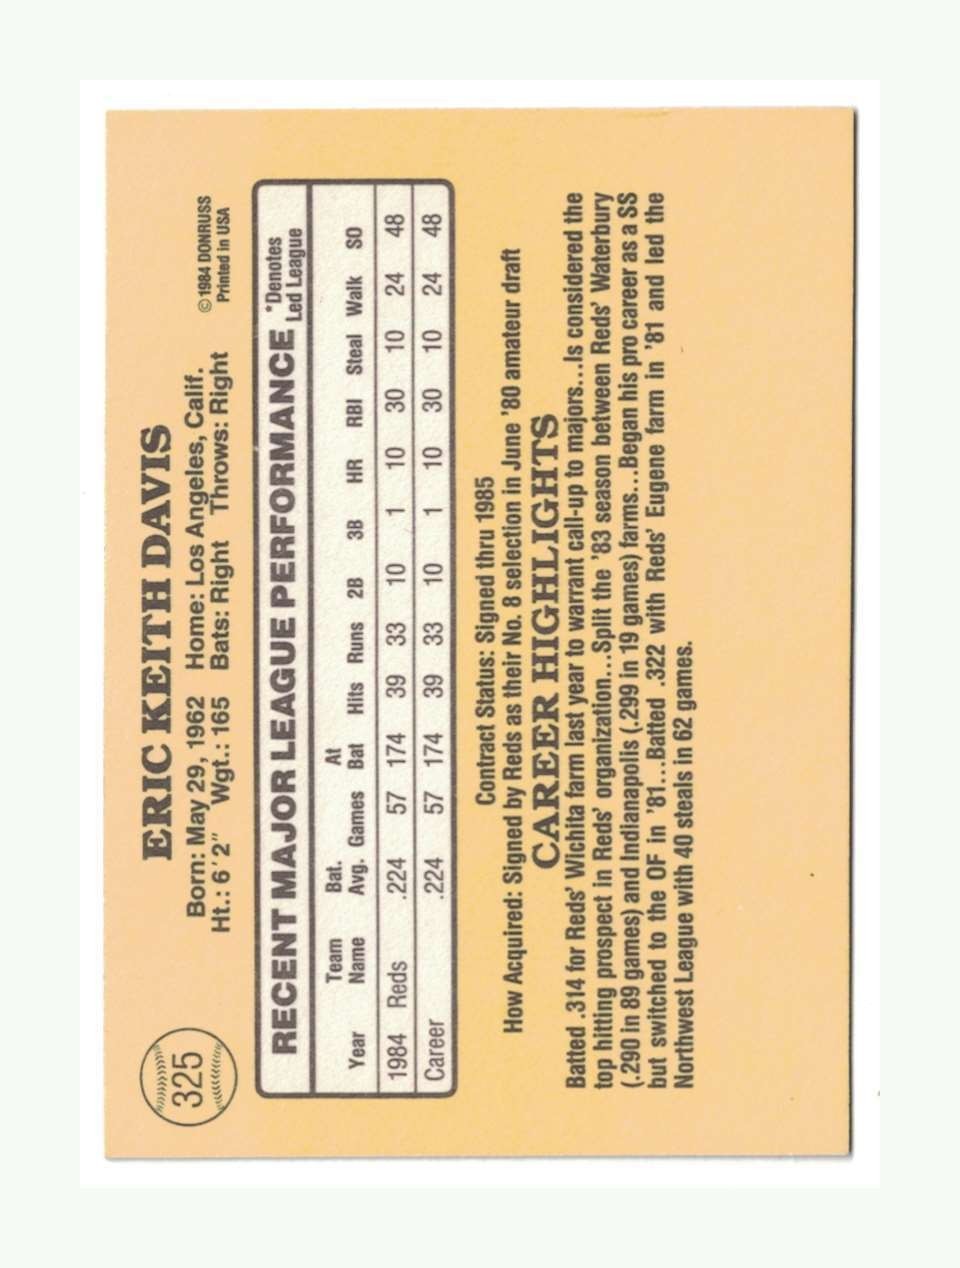 325
ERIC KEITH DAVIS
©1984 DONRUSS
Printed in USA
Born: May 29, 1962 Home: Los Angeles, Calif.
Ht.: 6'2" Wgt.: 165 Bats: Right Throws: Right
RECENT MAJOR LEAGUE PERFORMANCE *Denotes Led League
Year Team Name Bat. Avg. Games At Bat Hits Runs 2B 3B HR RBI Steal Walk SO
1984 Reds .224 57 174 39 33 10 1 10 30 10 24 48
Career .224 57 174 39 33 10 1 10 30 10 24 48
Contract Status: Signed thru 1985
How Acquired: Signed by Reds as their No. 8 selection in June '80 amateur draft
CAREER HIGHLIGHTS
Batted .314 for Reds' Wichita farm last year to warrant call-up to majors...Is considered the
top hitting prospect in Reds' organization...Split the '83 season between Reds' Waterbury
(.290 in 89 games) and Indianapolis (.299 in 19 games) farms...Began his pro career as a SS
but switched to the OF in '81...Batted .322 with Reds' Eugene farm in '81 and led the
Northwest League with 40 steals in 62 games.